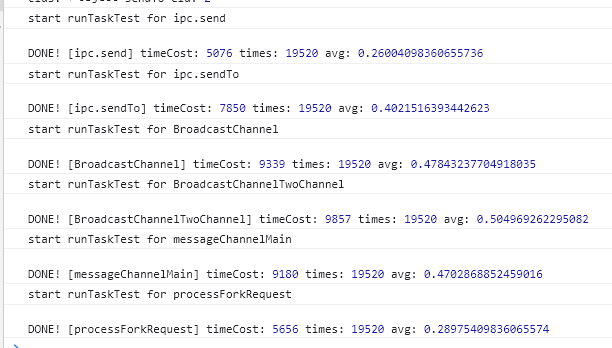 start runTaskTest for ipc.send
DONE! [ipc.send] timeCost: 5076 times: 19520 avg: 0.26004098360655736
start runTaskTest for ipc.sendTo
DONE! [ipc.sendTo] timeCost: 7850 times: 19520 avg: 0.4021516393442623
start runTaskTest for BroadcastChannel
DONE! [BroadcastChannel] timeCost: 9339 times: 19520 avg: 0.47843237704918035
start runTaskTest for BroadcastChannelTwoChannel
DONE! [BroadcastChannelTwoChannel] timeCost: 9857 times: 19520 avg: 0.504969262295082
start runTaskTest for messageChannelMain
DONE! [messageChannelMain] timeCost: 9180 times: 19520 avg: 0.4702868852459016
start runTaskTest for processForkRequest
DONE! [processForkRequest] timeCost: 5656 times: 19520 avg: 0.28975409836065574